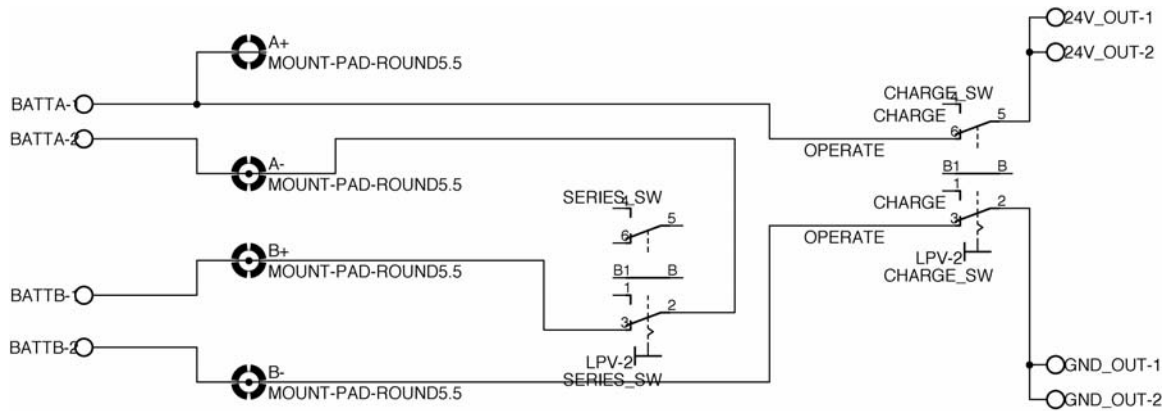 24V_OUT-1
A+
24V_OUT-2
MOUNT-PAD-ROUND5.5
BATTA-1
CHARGE_SW
4
CHARGE
5
BATTA-2
6
OPERATE
A-
MOUNT-PAD-ROUND5.5
B1
B
SERIES_SW
4
1
CHARGE
2
5
3
6
OPERATE
B+
MOUNT-PAD-ROUND5.5
LPV-2
CHARGE_SW
B1
B
BATTB-1
1
2
3
BATTB-2
LPV-2
GND_OUT-1
B-
SERIES_SW
MOUNT-PAD-ROUND5.5
GND_OUT-2